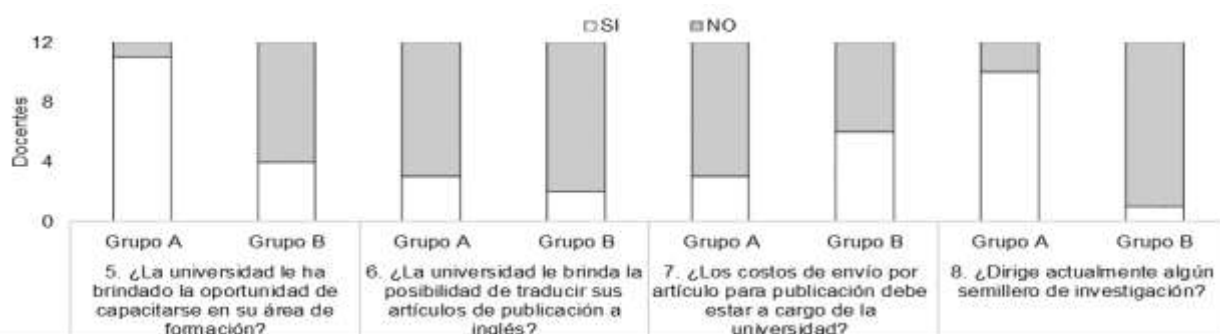 SI NO
12
8
4
0
Docentes
Grupo A Grupo B Grupo A Grupo B Grupo A Grupo B Grupo A Grupo B
5. ¿La universidad le ha
brindado la oportunidad de
capacitarse en su área de
formación?
6. ¿La universidad le brinda la
posibilidad de traducir sus
artículos de publicación a
inglés?
7. ¿Los costos de envío por
artículo para publicación debe
estar a cargo de la
universidad?
8. ¿Dirige actualmente algún
semillero de investigación?